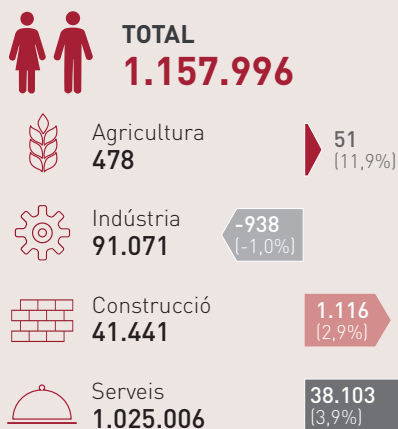 TOTAL
1.157.996
Agricultura
478
51
(11,9%)
Indústria
91.071
-938
(-1,0%)
Construcció
41.441
1.116
(2,9%)
Serveis
1.025.006
38.103
(3,9%)